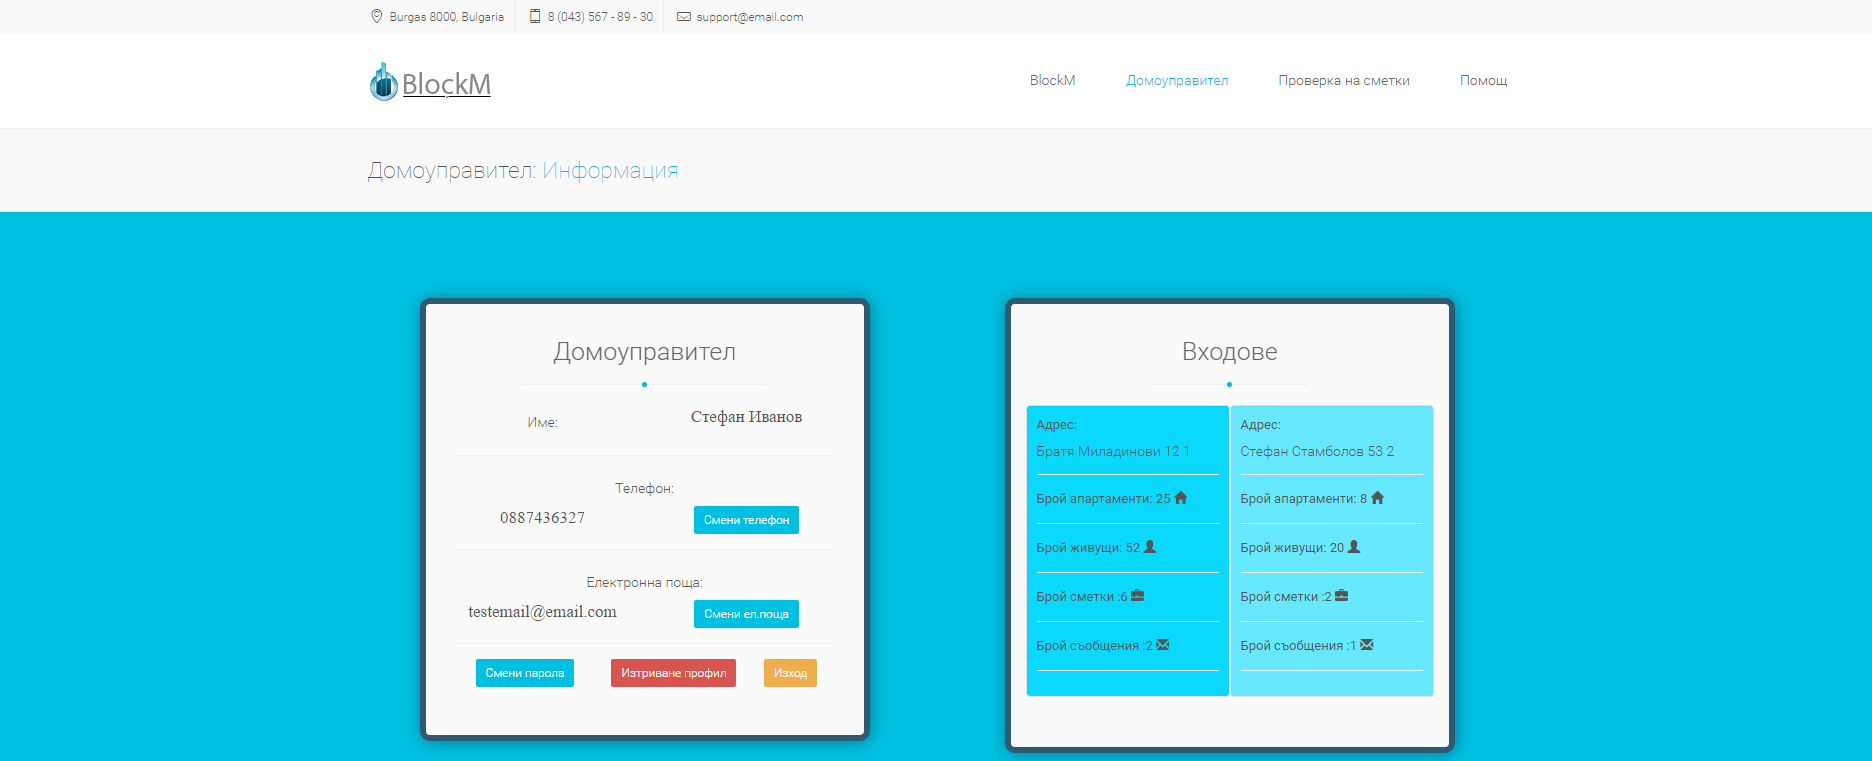 Burgas 8000, Bulgaria
8 (043) 567 - 89 - 30
support@email.com
BlockM
BlockM
Домоуправител
Проверка на сметки
Помощ
Домоуправител: Информация
Домоуправител
Име:
Стефан Иванов
Телефон:
0887436327
Смени телефон
Електронна поща:
testemail@email.com
Смени ел.поща
Смени парола
Изтриване профил
Изход
Входове
Адрес:
Братя Миладинови 12 1
Брой апартаменти: 25
Брой живущи: 52
Брой сметки :6
Брой съобщения :2
Адрес:
Стефан Стамболов 53 2
Брой апартаменти: 8
Брой живущи: 20
Брой сметки :2
Брой съобщения :1